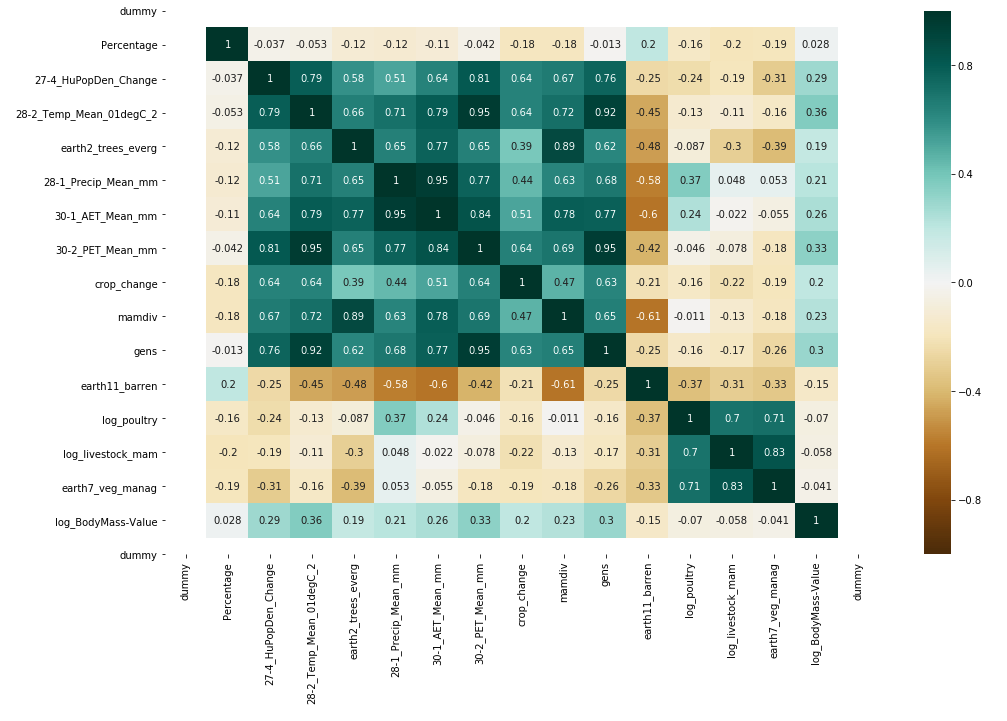 dummy
Percentage 1 -0.037 -0.053 -0.12 -0.12 -0.11 -0.042 -0.18 -0.18 -0.013 0.2 -0.16 -0.2 -0.19 0.028
27-4_HuPopDen_Change -0.037 1 0.79 0.58 0.51 0.64 0.81 0.64 0.67 0.76 -0.25 -0.24 -0.19 -0.31 0.29
28-2_Temp_Mean_01degC_2 -0.053 0.79 1 0.66 0.71 0.79 0.95 0.64 0.72 0.92 -0.45 -0.13 -0.11 -0.16 0.36
earth2_trees_everg -0.12 0.58 0.66 1 0.65 0.77 0.65 0.39 0.89 0.62 -0.48 -0.087 -0.3 -0.39 0.19
28-1_Precip_Mean_mm -0.12 0.51 0.71 0.65 1 0.95 0.77 0.44 0.63 0.68 -0.58 0.37 0.048 0.053 0.21
30-1_AET_Mean_mm -0.11 0.64 0.79 0.77 0.95 1 0.84 0.51 0.78 0.77 -0.6 0.24 -0.022 -0.055 0.26
30-2_PET_Mean_mm -0.042 0.81 0.95 0.65 0.77 0.84 1 0.64 0.69 0.95 -0.42 -0.046 -0.078 -0.18 0.33
crop_change -0.18 0.64 0.64 0.39 0.44 0.51 0.64 1 0.47 0.63 -0.21 -0.16 -0.22 -0.19 0.2
mamdiv -0.18 0.67 0.72 0.89 0.63 0.78 0.69 0.47 1 0.65 -0.61 -0.011 -0.13 -0.18 0.23
gens -0.013 0.76 0.92 0.62 0.68 0.77 0.95 0.63 0.65 1 -0.25 -0.16 -0.17 -0.26 0.3
earth11_barren 0.2 -0.25 -0.45 -0.48 -0.58 -0.6 -0.42 -0.21 -0.61 -0.25 1 -0.37 -0.31 -0.33 -0.15
log_poultry -0.16 -0.24 -0.13 -0.087 0.37 0.24 -0.046 -0.16 -0.011 -0.16 -0.37 1 0.7 0.71 -0.07
log_livestock_mam -0.2 -0.19 -0.11 -0.3 0.048 -0.022 -0.078 -0.22 -0.13 -0.17 -0.31 0.7 1 0.83 -0.058
earth7_veg_manag -0.19 -0.31 -0.16 -0.39 0.053 -0.055 -0.18 -0.19 -0.18 -0.26 -0.33 0.71 0.83 1 -0.041
log_BodyMass-Value 0.028 0.29 0.36 0.19 0.21 0.26 0.33 0.2 0.23 0.3 -0.15 -0.07 -0.058 -0.041 1
dummy
dummy
Percentage
27-4_HuPopDen_Change
28-2_Temp_Mean_01degC_2
earth2_trees_everg
28-1_Precip_Mean_mm
30-1_AET_Mean_mm
30-2_PET_Mean_mm
crop_change
mamdiv
gens
earth11_barren
log_poultry
log_livestock_mam
earth7_veg_manag
log_BodyMass-Value
dummy
0.8
0.4
0.0
−0.4
−0.8